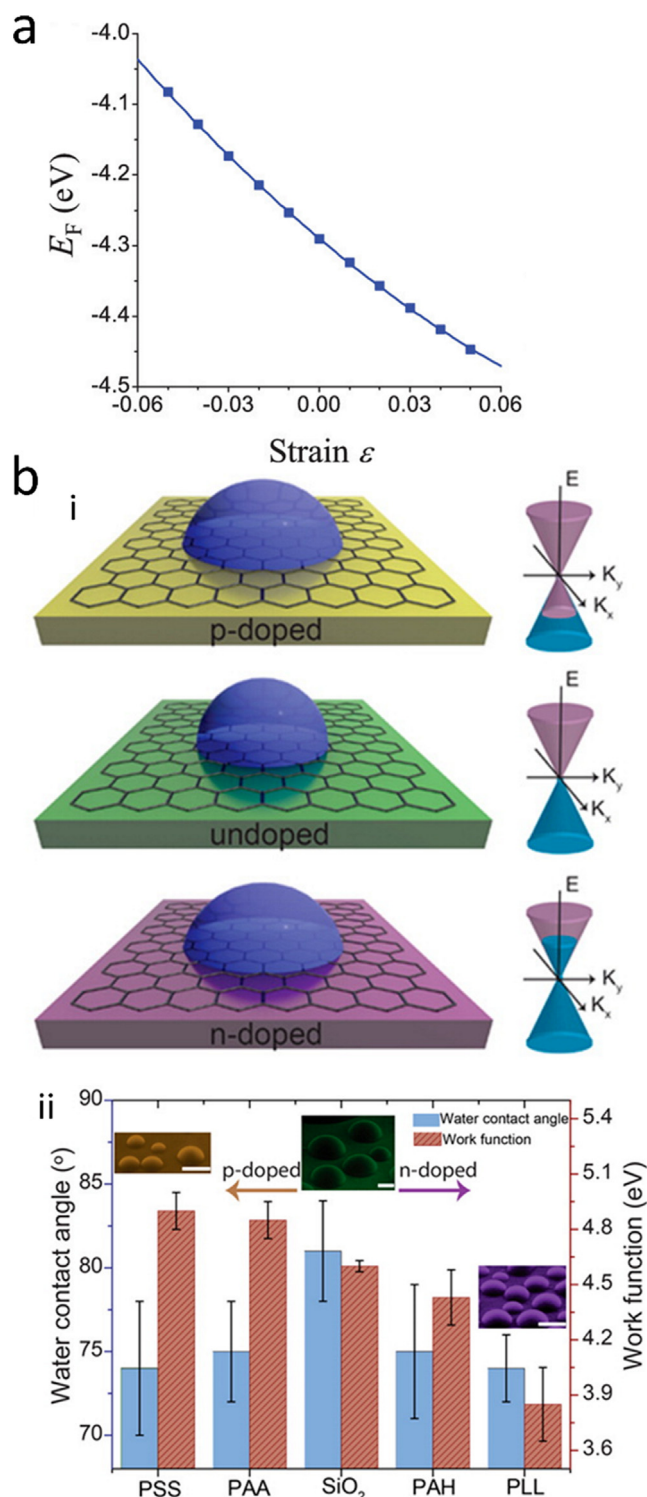 a
-4.0
-4.1
-4.2
-4.3
-4.4
-4.5
E_F (eV)
-0.06 -0.03 0.00 0.03 0.06
Strain ε
b
i
p-doped
E
K_y
K_x
undoped
E
K_y
K_x
n-doped
E
K_y
K_x
ii
90
85
80
75
70
Water contact angle (°)
Water contact angle
Work function
p-doped
n-doped
5.4
5.1
4.8
4.5
4.2
3.9
3.6
Work function (eV)
PSS PAA SiO₂ PAH PLL